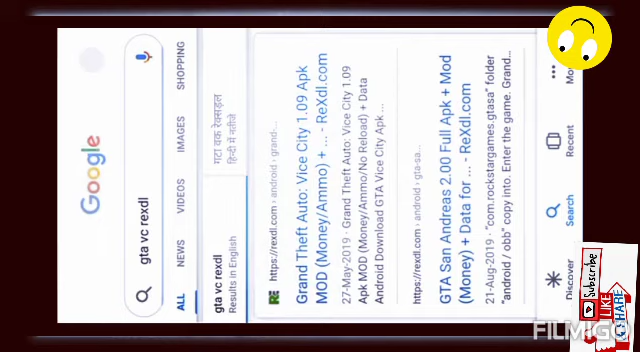 Google
gta vc rexdl
ALL
NEWS
VIDEOS
IMAGES
SHOPPING
gta vc rexdl
Results in English
हिन्दी में नतीजे
https://rexdl.com › android › grand-...
Grand Theft Auto: Vice City 1.09 Apk
MOD (Money/Ammo) + ... - ReXdl.com
27-May-2019 · Grand Theft Auto: Vice City 1.09
Apk MOD (Money/Ammo/No Reload) + Data
Android Download GTA Vice City Apk ...
https://rexdl.com › android › gta-sa...
GTA San Andreas 2.00 Full Apk + Mod
(Money) + Data for ... - ReXdl.com
21-Aug-2019 · "com.rockstargames.gtasa" folder
"android / obb" copy into. Enter the game. Grand...
Discover
Search
Recent
Subscribe
LIKE
SHARE
FILMIGO